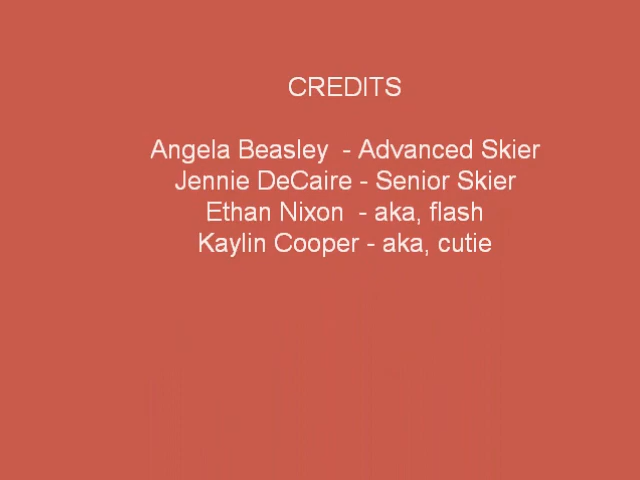 CREDITS
Angela Beasley  - Advanced Skier
Jennie DeCaire - Senior Skier
Ethan Nixon  - aka, flash
Kaylin Cooper - aka, cutie